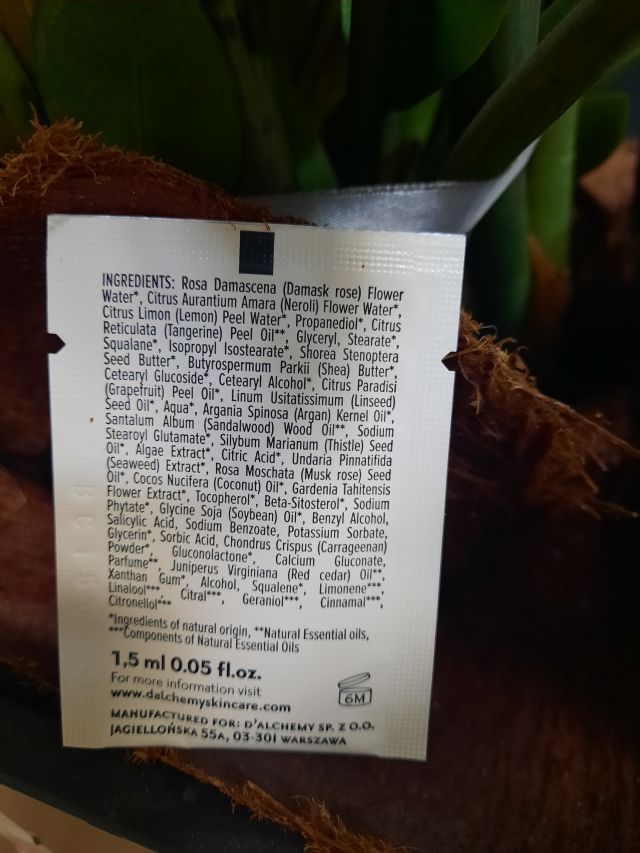 INGREDIENTS: Rosa Damascena (Damask rose) Flower
Water*, Citrus Aurantium Amara (Neroli) Flower Water*,
Citrus Limon (Lemon) Peel Water*, Propanediol*, Citrus
Reticulata (Tangerine) Peel Oil**, Glyceryl, Stearate*,
Squalane*, Isopropyl Isostearate*, Shorea Stenoptera
Seed Butter*, Butyrospermum Parkii (Shea) Butter*,
Cetearyl Glucoside*, Cetearyl Alcohol*, Citrus Paradisi
(Grapefruit) Peel Oil*, Linum Usitatissimum (Linseed)
Seed Oil*, Aqua*, Argania Spinosa (Argan) Kernel Oil*,
Santalum Album (Sandalwood) Wood Oil**, Sodium
Stearoyl Glutamate*, Silybum Marianum (Thistle) Seed
Oil*, Algae Extract*, Citric Acid*, Undaria Pinnatifida
(Seaweed) Extract*, Rosa Moschata (Musk rose) Seed
Oil*, Cocos Nucifera (Coconut) Oil*, Gardenia Tahitensis
Flower Extract*, Tocopherol*, Beta-Sitosterol*, Sodium
Phytate*, Glycine Soja (Soybean) Oil*, Benzyl Alcohol,
Salicylic Acid, Sodium Benzoate, Potassium Sorbate,
Glycerin*, Sorbic Acid, Chondrus Crispus (Carrageenan)
Powder*, Gluconolactone*, Calcium Gluconate,
Parfume**, Juniperus Virginiana (Red cedar) Oil**,
Xanthan Gum*, Alcohol, Squalene*, Limonene***,
Linalool***, Citral***, Geraniol***, Cinnamal***,
Citronellol***
*Ingredients of natural origin, **Natural Essential oils,
***Components of Natural Essential Oils
1,5 ml 0.05 fl.oz.
For more information visit
www.dalchemyskincare.com
6M
MANUFACTURED FOR: D'ALCHEMY SP. Z O.O.
JAGIELLOŃSKA 55A, 03-301 WARSZAWA